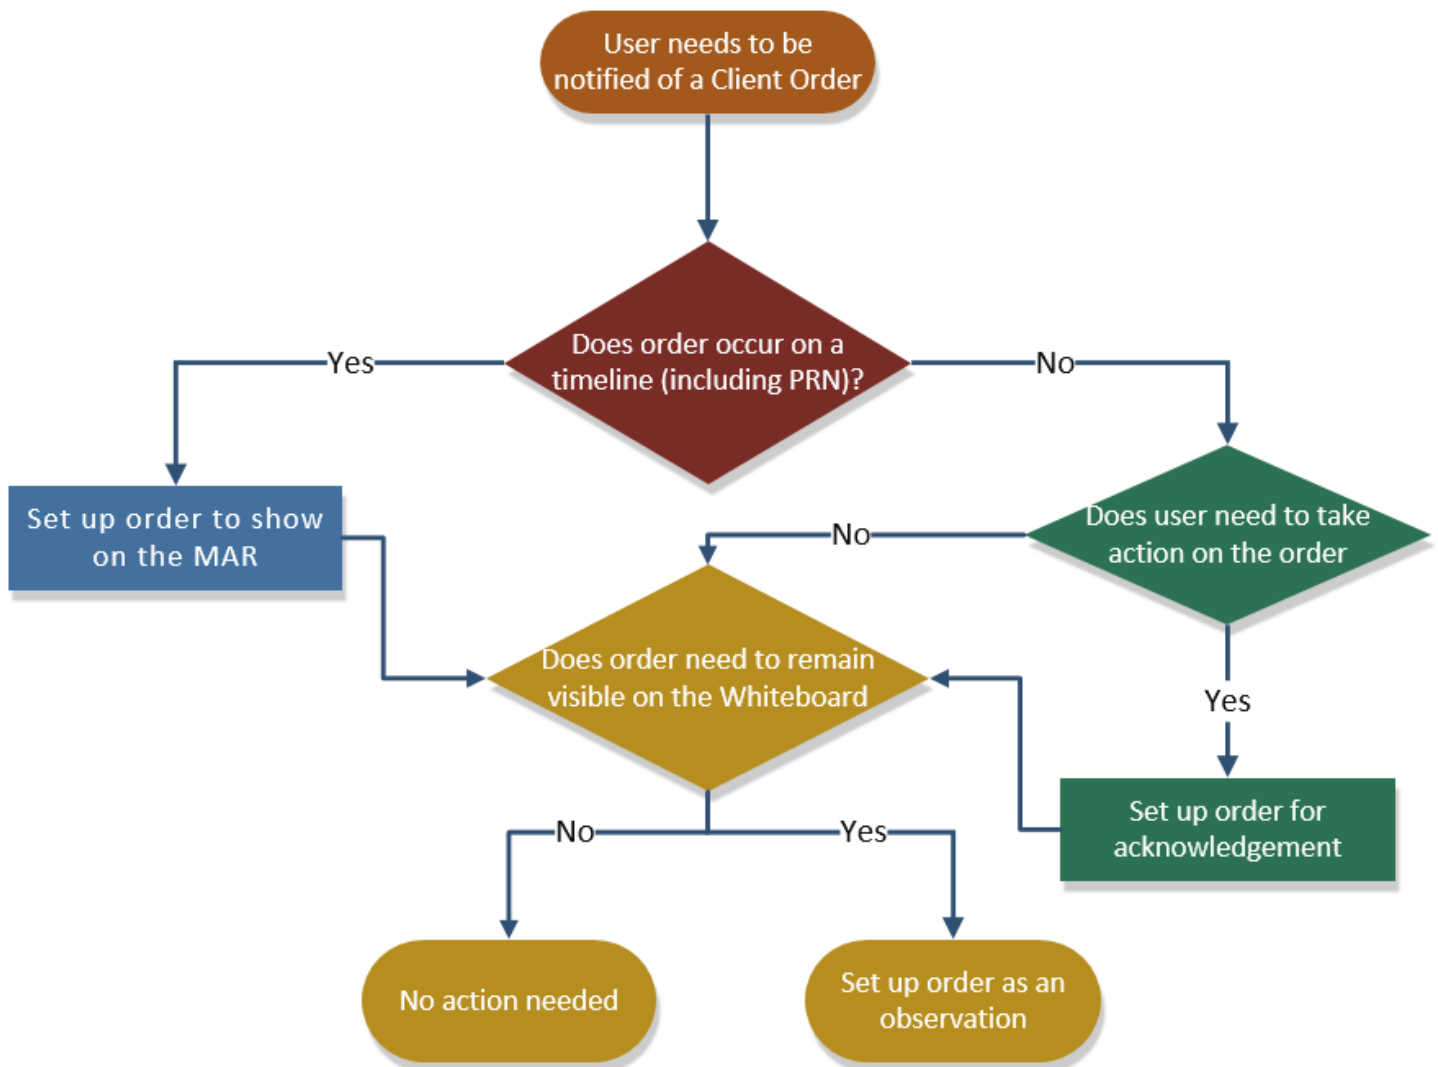 User needs to be
notified of a Client Order
Does order occur on a
timeline (including PRN)?
Yes
No
Set up order to show
on the MAR
Does user need to take
action on the order
No
Does order need to remain
visible on the Whiteboard
Yes
Set up order for
acknowledgement
No
Yes
No action needed
Set up order as an
observation